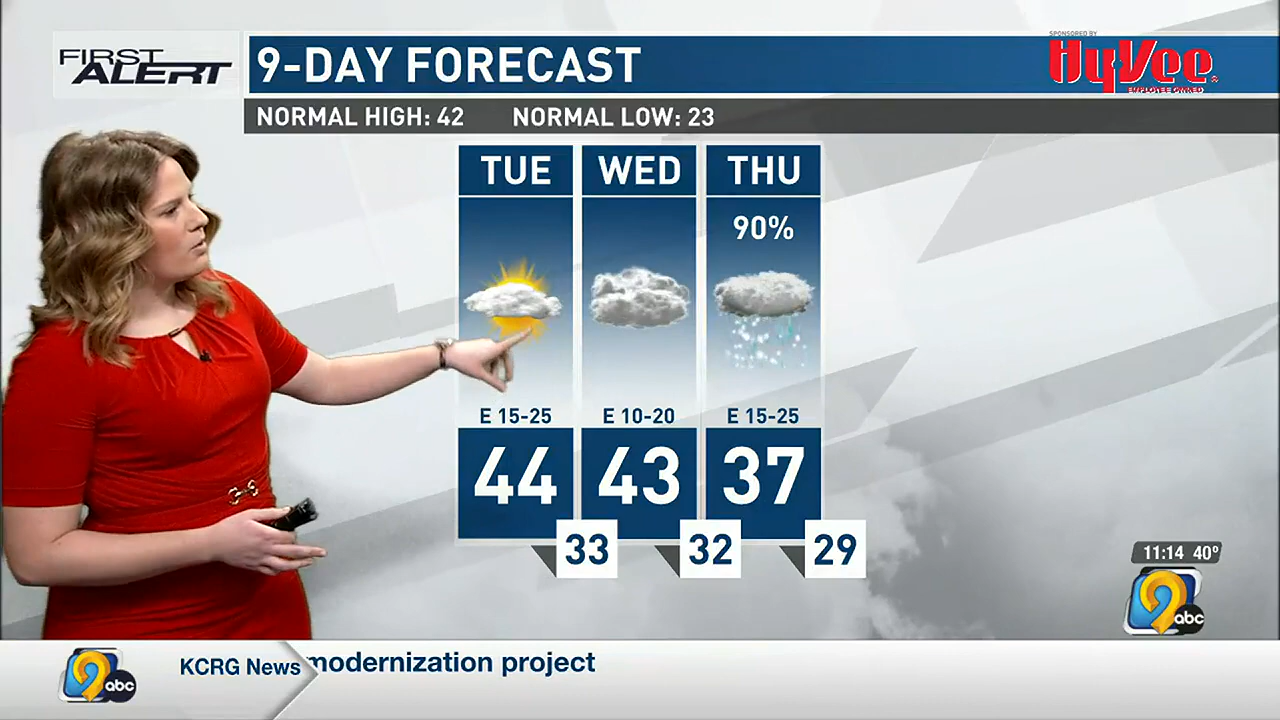 SPONSORED BY
FIRST
ALERT
9-DAY FORECAST
HyVee
EMPLOYEE OWNED
NORMAL HIGH: 42 NORMAL LOW: 23
TUE WED THU
90%
E 15-25 E 10-20 E 15-25
44 43 37
33 32 29
11:14 40°
9
abc
9
abc
KCRG News
modernization project